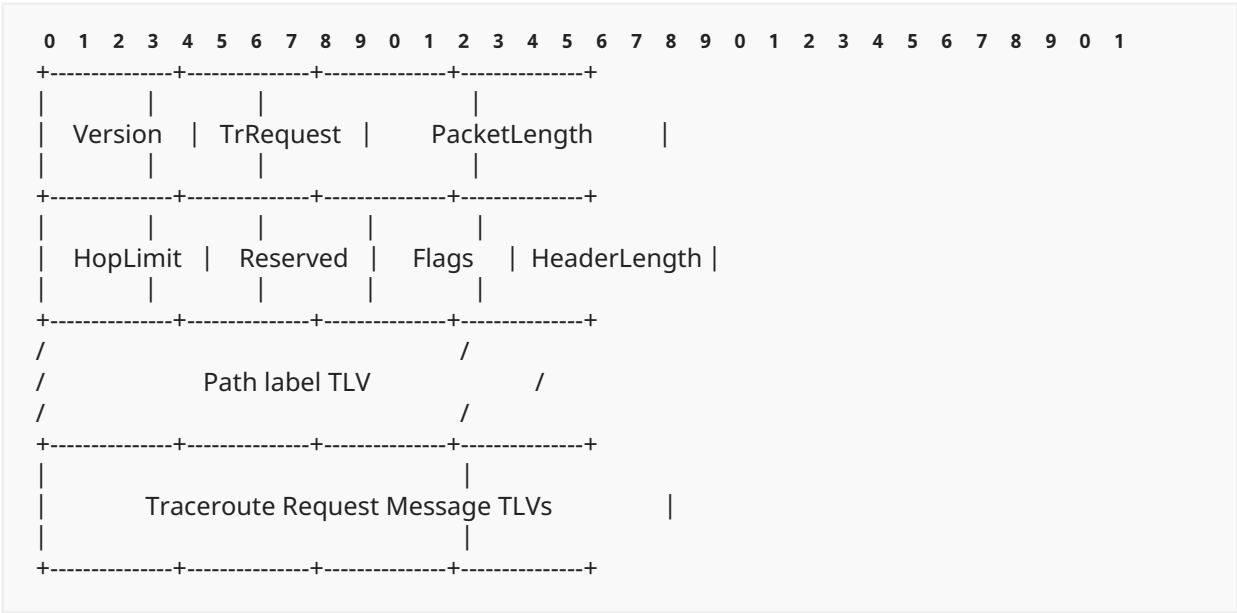 0 1 2 3 4 5 6 7 8 9 0 1 2 3 4 5 6 7 8 9 0 1 2 3 4 5 6 7 8 9 0 1
+---------------+---------------+---------------+---------------+
| | | |
| Version | TrRequest | PacketLength |
| | | |
+---------------+---------------+---------------+---------------+
| | | | |
| HopLimit | Reserved | Flags | HeaderLength |
| | | | |
+---------------+---------------+---------------+---------------+
/ /
/ Path label TLV /
/ /
+---------------+---------------+---------------+---------------+
| |
| Traceroute Request Message TLVs |
| |
+---------------+---------------+---------------+---------------+